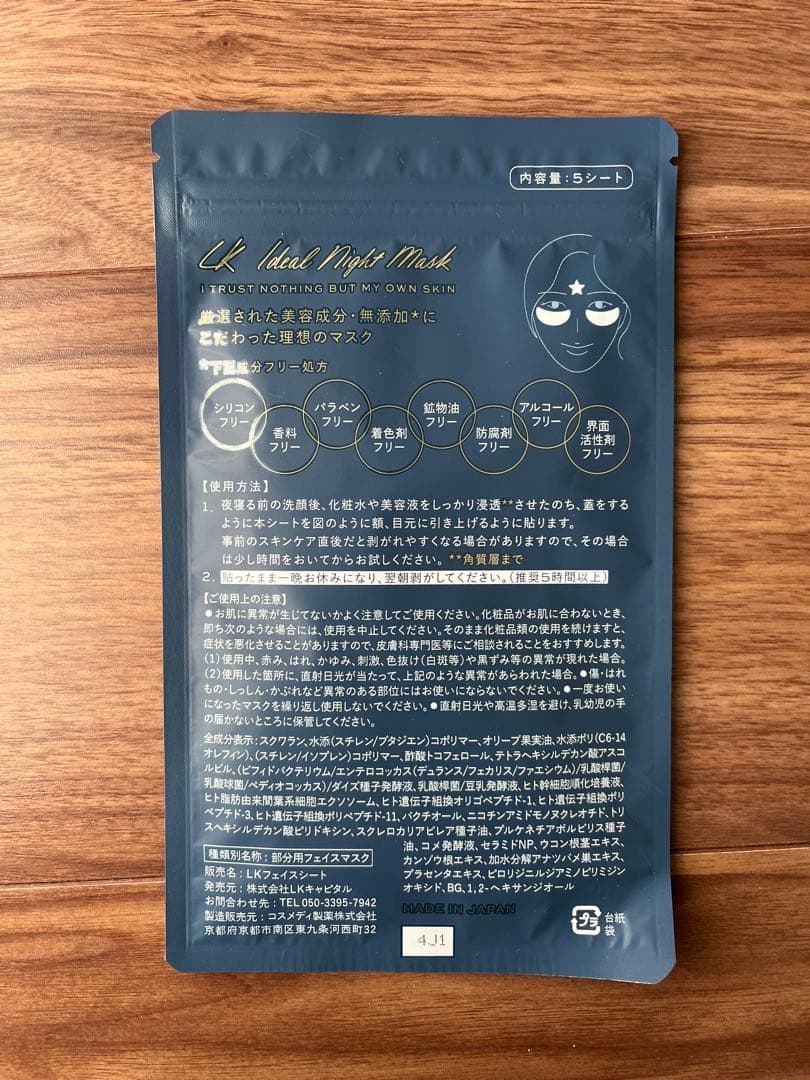 内容量:5シート
LK Ideal Night Mask
I TRUST NOTHING BUT MY OWN SKIN
厳選された美容成分・無添加*に
こだわった理想のマスク
*下記成分フリー処方
シリコンフリー
香料フリー
パラベンフリー
着色剤フリー
鉱物油フリー
防腐剤フリー
アルコールフリー
界面活性剤フリー
【使用方法】
1. 夜寝る前の洗顔後、化粧水や美容液をしっかり浸透**させたのち、蓋をする
ように本シートを図のように額、目元に引き上げるように貼ります。
事前のスキンケア直後だと剥がれやすくなる場合がありますので、その場合
は少し時間をおいてからお試しください。 **角質層まで
2. 貼ったまま一晩お休みになり、翌朝剥がしてください。(推奨5時間以上)
【ご使用上の注意】
●お肌に異常が生じてないかよく注意してご使用ください。化粧品がお肌に合わないとき、
即ち次のような場合には、使用を中止してください。そのまま化粧品類の使用を続けますと、
症状を悪化させることがありますので、皮膚科専門医等にご相談されることをおすすめします。
(1)使用中、赤み、はれ、かゆみ、刺激、色抜け(白斑等)や黒ずみ等の異常が現れた場合。
(2)使用した箇所に、直射日光が当たって、上記のような異常があらわれた場合。●傷・はれ
もの・しっしん・かぶれなど異常のある部位にはお使いにならないでください。●一度お使い
になったマスクを繰り返し使用しないでください。●直射日光や高温多湿を避け、乳幼児の手
の届かないところに保管してください。
全成分表示:スクワラン、水添(スチレン/ブタジエン)コポリマー、オリーブ果実油、水添ポリ(C6-14
オレフィン)、(スチレン/イソプレン)コポリマー、酢酸トコフェロール、テトラヘキシルデカン酸アスコ
ルビル、(ビフィドバクテリウム/エンテロコッカス(デュランス/フェカリス/ファエシウム)/乳酸桿菌/
乳酸球菌/ペディオコッカス)/ダイズ種子発酵液、乳酸桿菌/豆乳発酵液、ヒト幹細胞順化培養液、
ヒト脂肪由来間葉系細胞エクソソーム、ヒト遺伝子組換オリゴペプチド-1、ヒト遺伝子組換ポリ
ペプチド-3、ヒト遺伝子組換ポリペプチド-11、バクチオール、ニコチンアミドモノヌクレオチド、トリ
スヘキシルデカン酸ピリドキシン、スクレロカリアビレア種子油、プルケネチアボルビリス種子
油、コメ発酵液、セラミドNP、ウコン根茎エキス、
カンゾウ根エキス、加水分解アナツバメ巣エキス、
プラセンタエキス、ピロリジニルジアミノピリミジン
オキシド、BG、1,2-ヘキサンジオール
種類別名称:部分用フェイスマスク
販売名:LKフェイスシート
発売元:株式会社LKキャピタル
お問合わせ先:TEL 050-3395-7942
製造販売元:コスメディ製薬株式会社
京都府京都市南区東九条河西町32
MADE IN JAPAN
4J1
プラ
台紙
袋